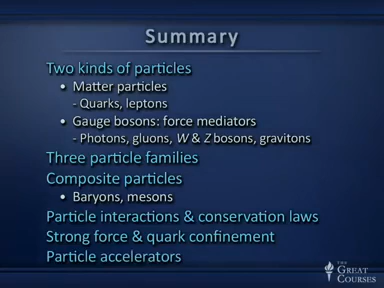 Summary
Two kinds of particles
• Matter particles
- Quarks, leptons
• Gauge bosons: force mediators
- Photons, gluons, W & Z bosons, gravitons
Three particle families
Composite particles
• Baryons, mesons
Particle interactions & conservation laws
Strong force & quark confinement
Particle accelerators
THE
GREAT
COURSES